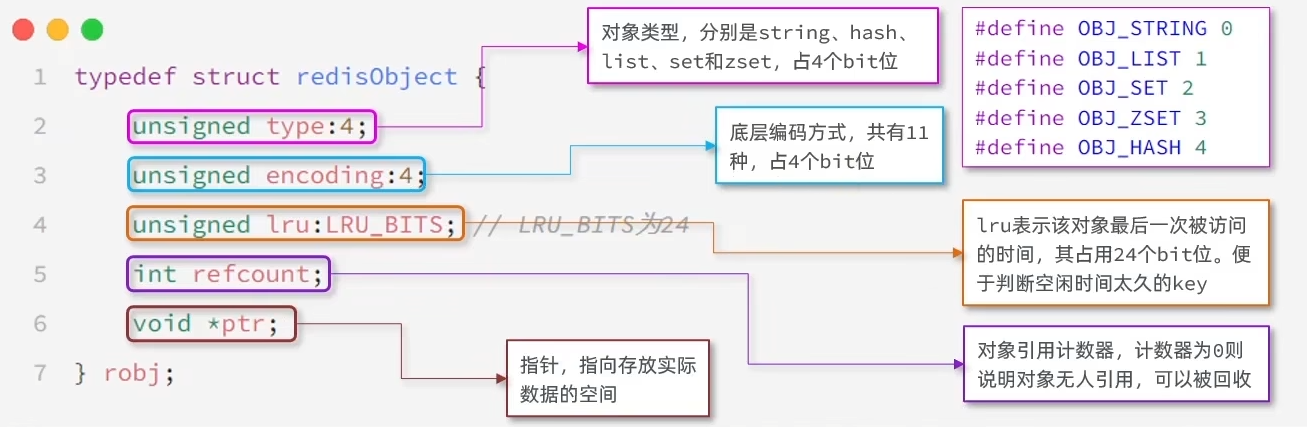 1 typedef struct redisObject {
2 unsigned type:4;
3 unsigned encoding:4;
4 unsigned lru:LRU_BITS; // LRU_BITS为24
5 int refcount;
6 void *ptr;
7 } robj;
对象类型，分别是string、hash、
list、set和zset，占4个bit位
#define OBJ_STRING 0
#define OBJ_LIST 1
#define OBJ_SET 2
#define OBJ_ZSET 3
#define OBJ_HASH 4
底层编码方式，共有11
种，占4个bit位
lru表示该对象最后一次被访问
的时间，其占用24个bit位。便
于判断空闲时间太久的key
对象引用计数器，计数器为0则
说明对象无人引用，可以被回收
指针，指向存放实际
数据的空间